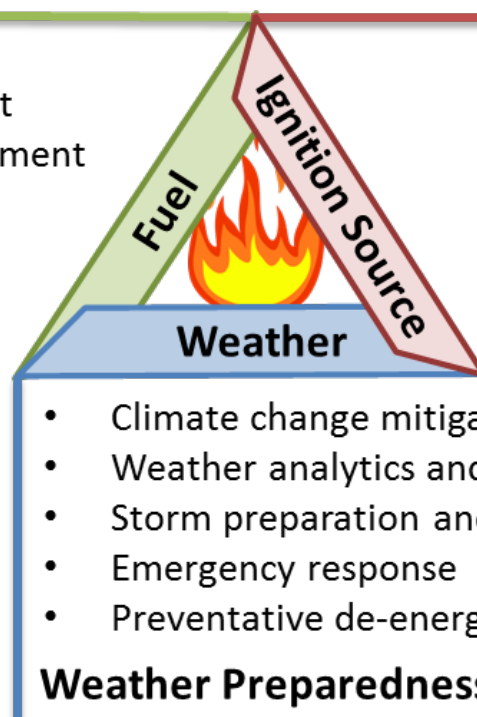 t
ment
Fuel
Ignition Source
Weather
• Climate change mitiga
• Weather analytics and
• Storm preparation an
• Emergency response
• Preventative de-energ
Weather Preparedness